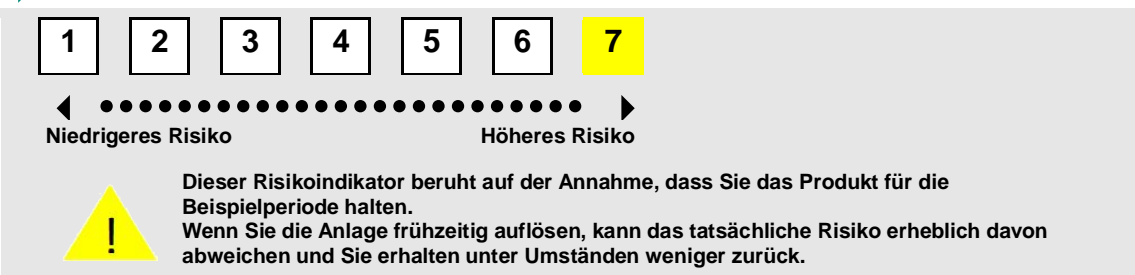 1 2 3 4 5 6 7
Niedrigeres Risiko Höheres Risiko
!
Dieser Risikoindikator beruht auf der Annahme, dass Sie das Produkt für die
Beispielperiode halten.
Wenn Sie die Anlage frühzeitig auflösen, kann das tatsächliche Risiko erheblich davon
abweichen und Sie erhalten unter Umständen weniger zurück.